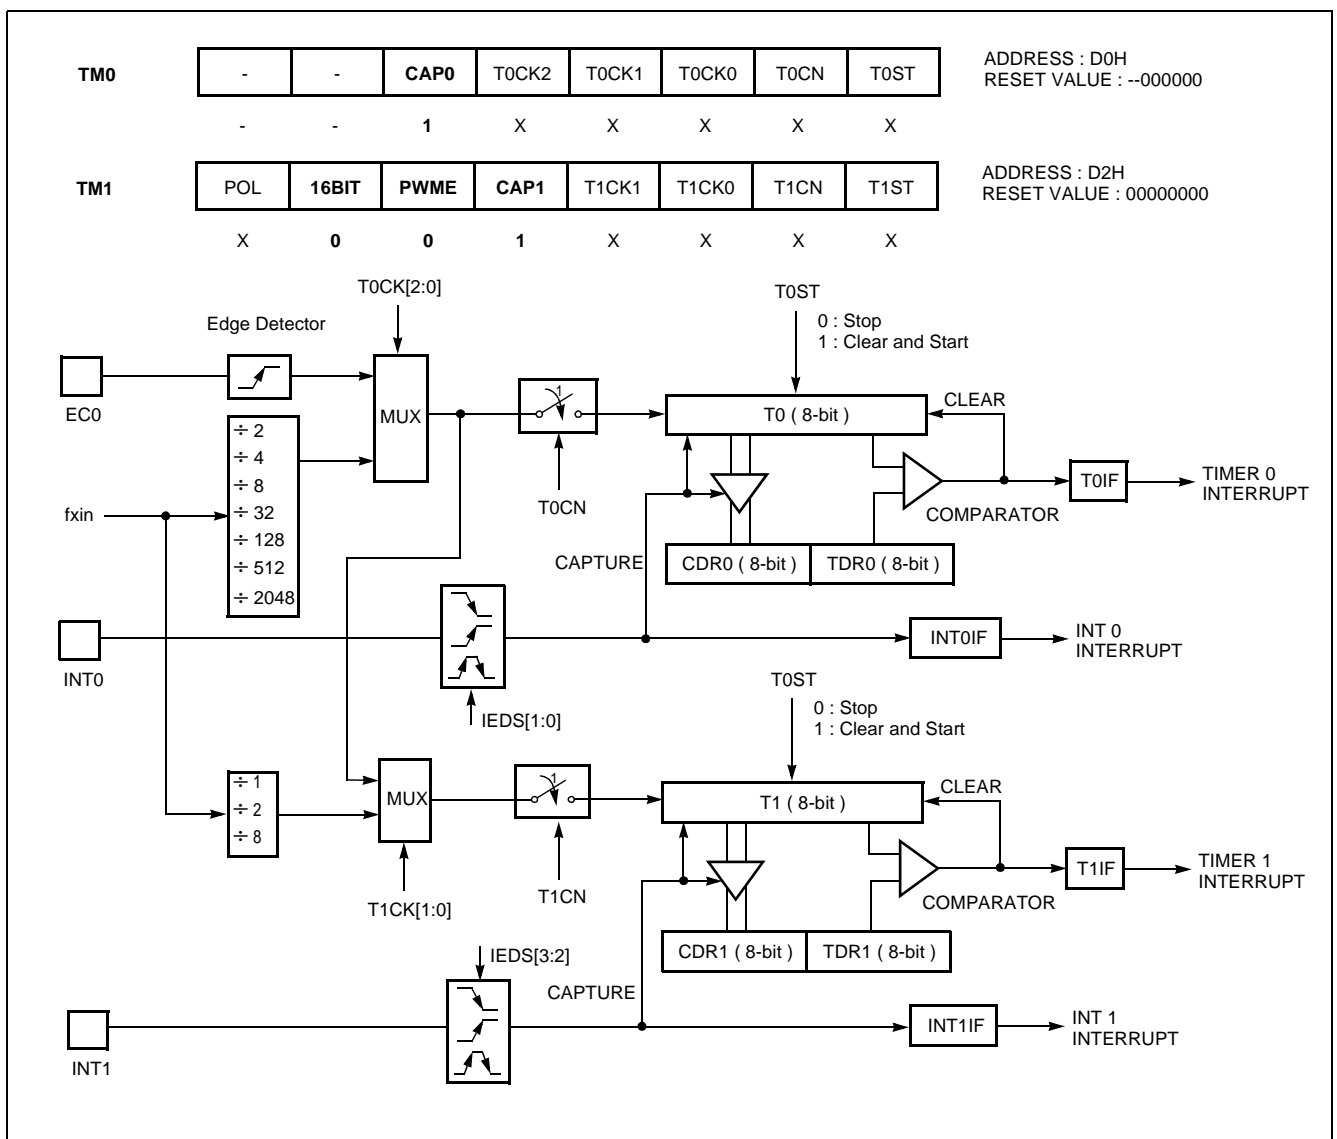 TM0 - - CAP0 T0CK2 T0CK1 T0CK0 T0CN T0ST
ADDRESS : D0H
RESET VALUE : --000000
- - 1 X X X X X
TM1 POL 16BIT PWME CAP1 T1CK1 T1CK0 T1CN T1ST
ADDRESS : D2H
RESET VALUE : 00000000
X 0 0 1 X X X X
T0CK[2:0]
T0ST
0 : Stop
1 : Clear and Start
Edge Detector
EC0
MUX
1
T0CN
T0 ( 8-bit )
CLEAR
÷ 2
÷ 4
÷ 8
÷ 32
÷ 128
÷ 512
÷ 2048
fxin
COMPARATOR
T0IF
TIMER 0
INTERRUPT
CAPTURE
CDR0 ( 8-bit )
TDR0 ( 8-bit )
INT0
IEDS[1:0]
INT0IF
INT 0
INTERRUPT
T0ST
0 : Stop
1 : Clear and Start
÷ 1
÷ 2
÷ 8
MUX
T1CK[1:0]
1
T1CN
T1 ( 8-bit )
CLEAR
COMPARATOR
T1IF
TIMER 1
INTERRUPT
CDR1 ( 8-bit )
TDR1 ( 8-bit )
IEDS[3:2]
CAPTURE
INT1
INT1IF
INT 1
INTERRUPT